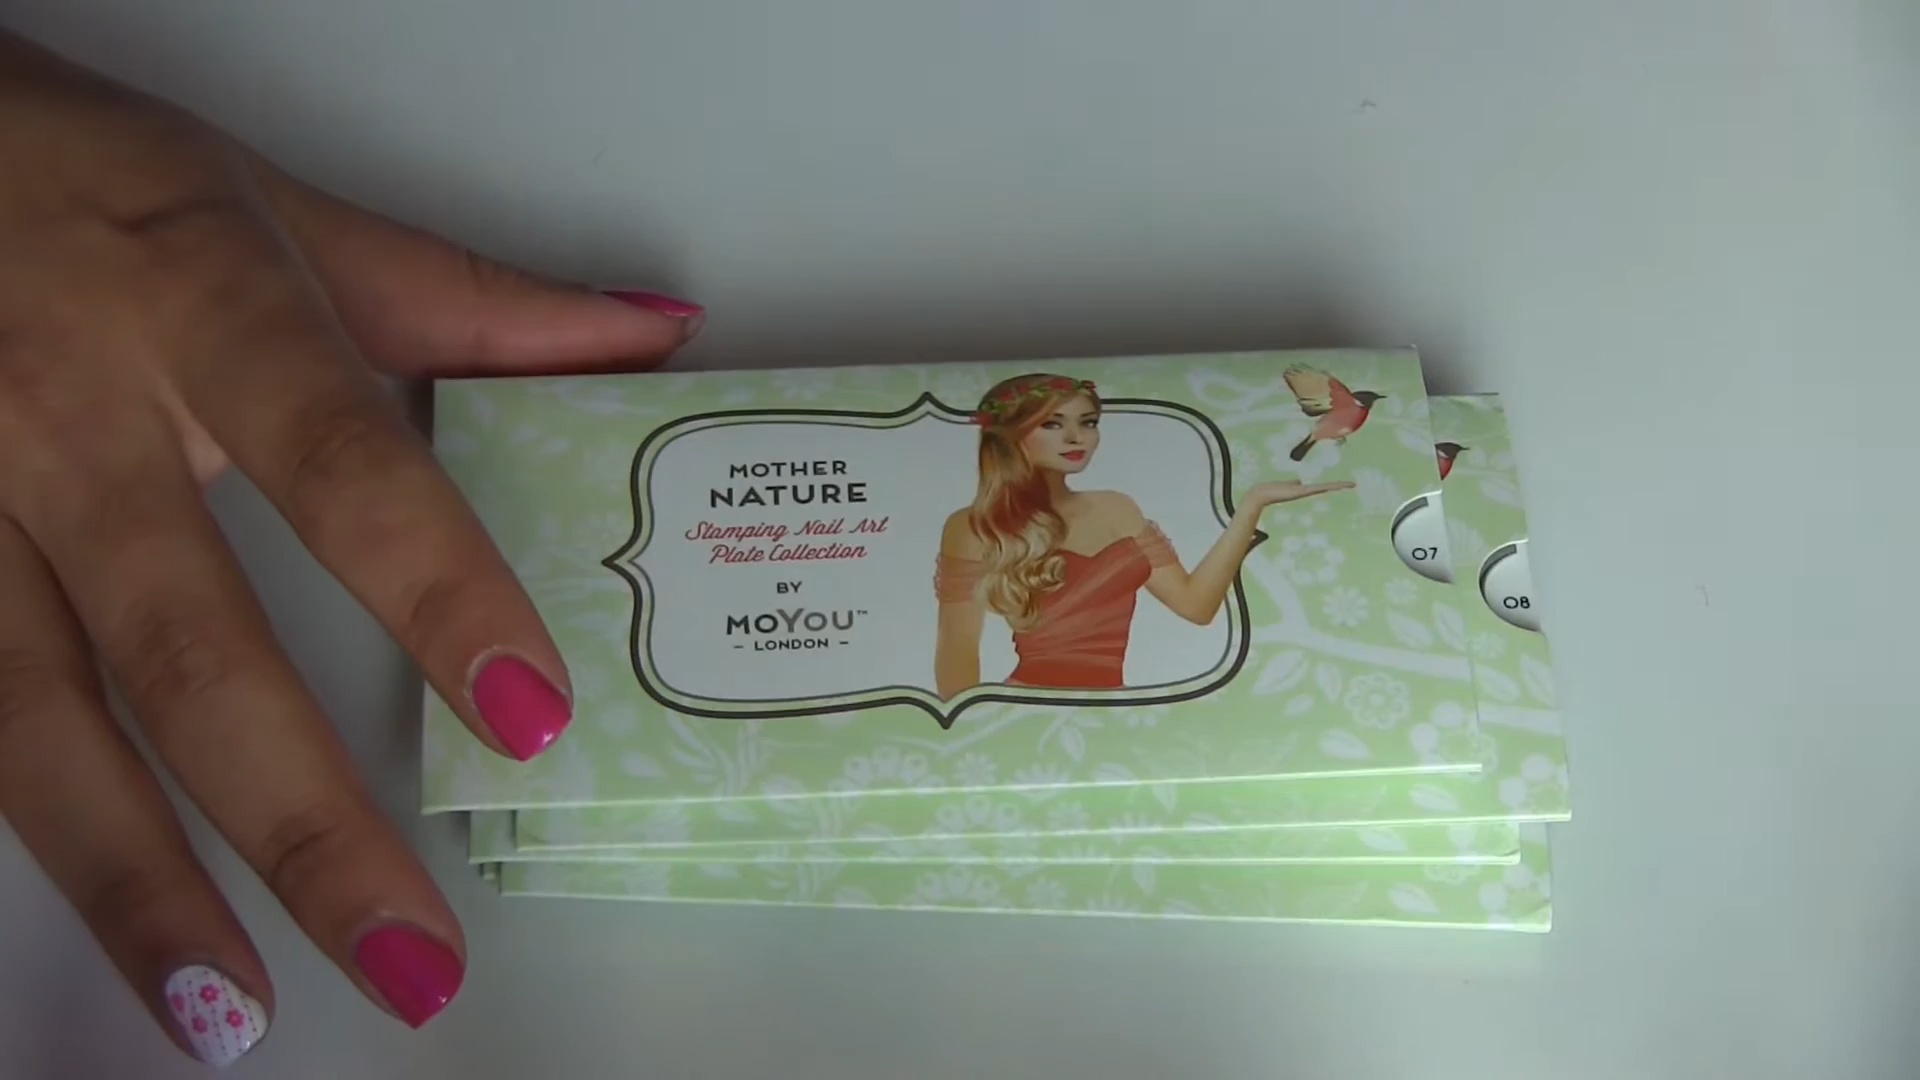 MOTHER
NATURE
Stamping Nail Art
Plate Collection
BY
MOYOU™
– LONDON –
07
08